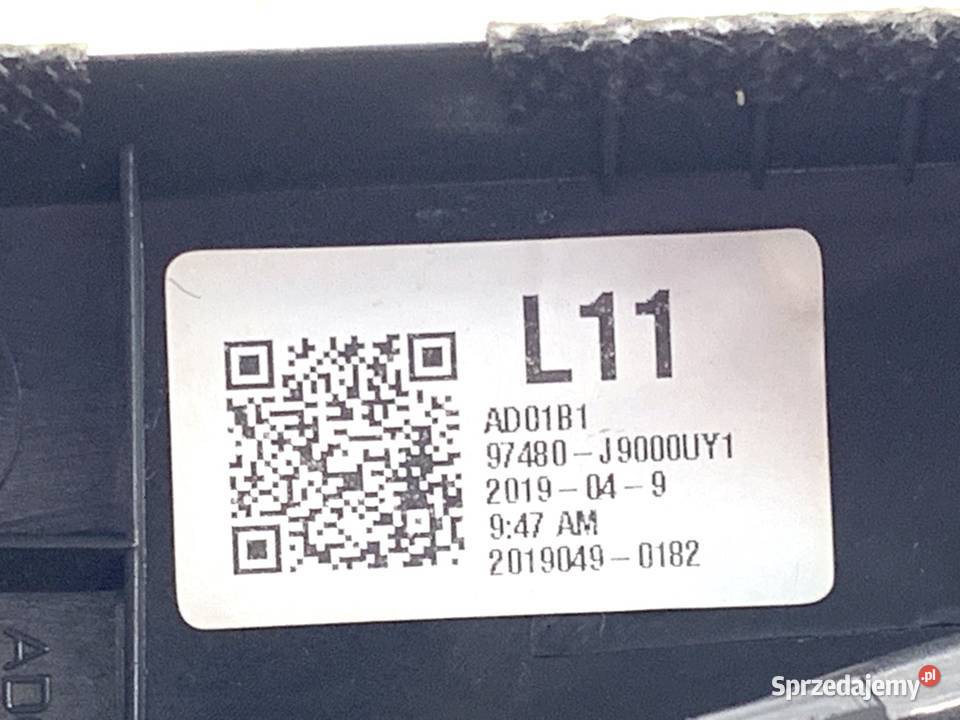 L11
AD01B1
97480-J9000UY1
2019-04-9
9:47 AM
2019049-0182
Sprzedajemy.pl